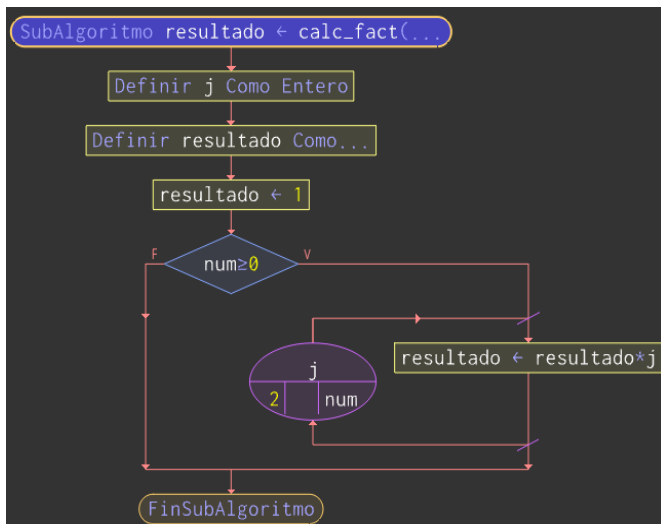 SubAlgoritmo resultado ← calc_fact(...
Definir j Como Entero
Definir resultado Como...
resultado ← 1
F
num≥0
V
j
2
num
resultado ← resultado*j
FinSubAlgoritmo